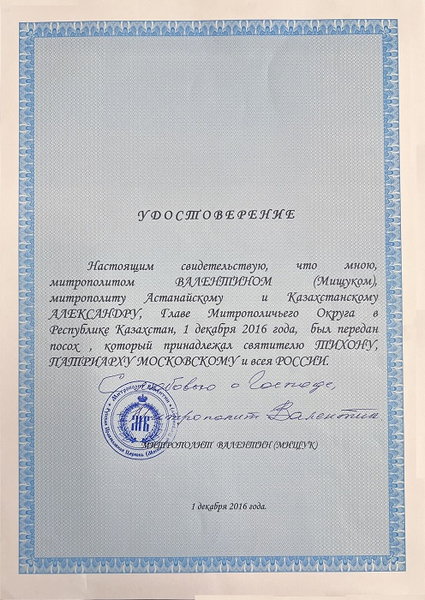 УДОСТОВЕРЕНИЕ
Настоящим свидетельствую, что мною,
митрополитом ВАЛЕНТИНОМ (Мищуком),
митрополиту Астанайскому и Казахстанскому
АЛЕКСАНДРУ, Главе Митрополичьего Округа в
Республике Казахстан, 1 декабря 2016 года, был передан
посох , который принадлежал святителю ТИХОНУ,
ПАТРИАРХУ МОСКОВСКОМУ и всея РОССИИ.
С любовью о Господе,
митрополит Валентин
МИТРОПОЛИТ ВАЛЕНТИН (МИЩУК)
1 декабря 2016 года.